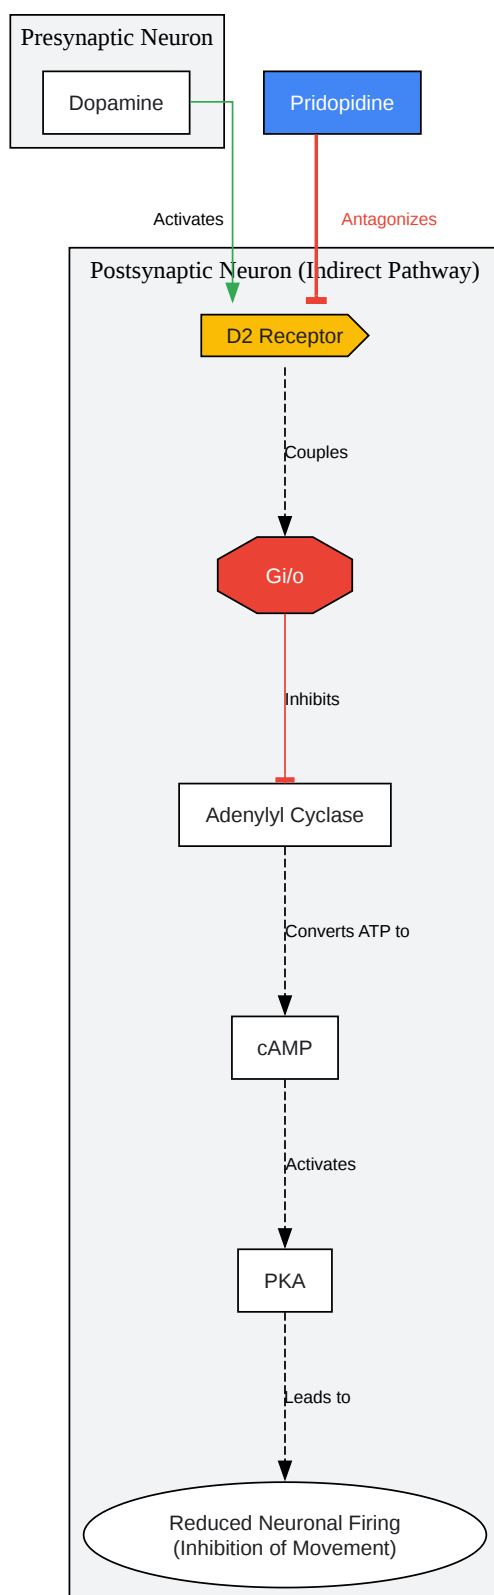 Presynaptic Neuron
Dopamine
Pridopidine
Activates
Antagonizes
Postsynaptic Neuron (Indirect Pathway)
D2 Receptor
Couples
Gi/o
Inhibits
Adenylyl Cyclase
Converts ATP to
cAMP
Activates
PKA
Leads to
Reduced Neuronal Firing
(Inhibition of Movement)